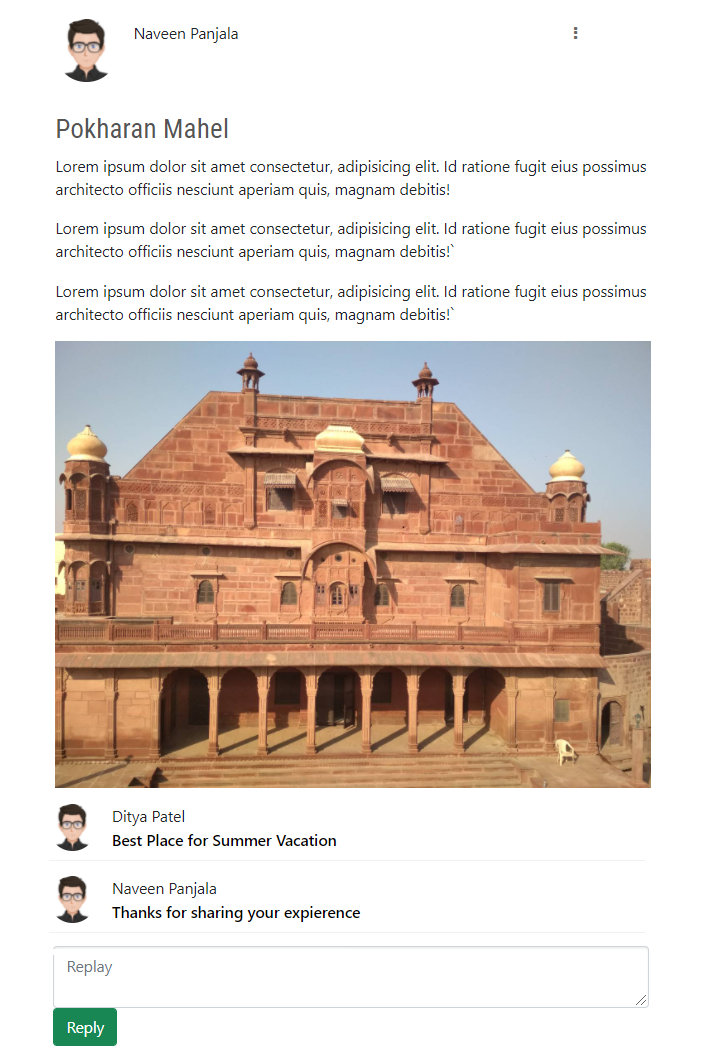 Naveen Panjala
Pokharan Mahel
Lorem ipsum dolor sit amet consectetur, adipisicing elit. Id ratione fugit eius possimus
architecto officiis nesciunt aperiam quis, magnam debitis!
Lorem ipsum dolor sit amet consectetur, adipisicing elit. Id ratione fugit eius possimus
architecto officiis nesciunt aperiam quis, magnam debitis!`
Lorem ipsum dolor sit amet consectetur, adipisicing elit. Id ratione fugit eius possimus
architecto officiis nesciunt aperiam quis, magnam debitis!`
Ditya Patel
Best Place for Summer Vacation
Naveen Panjala
Thanks for sharing your expierence
Replay
Reply